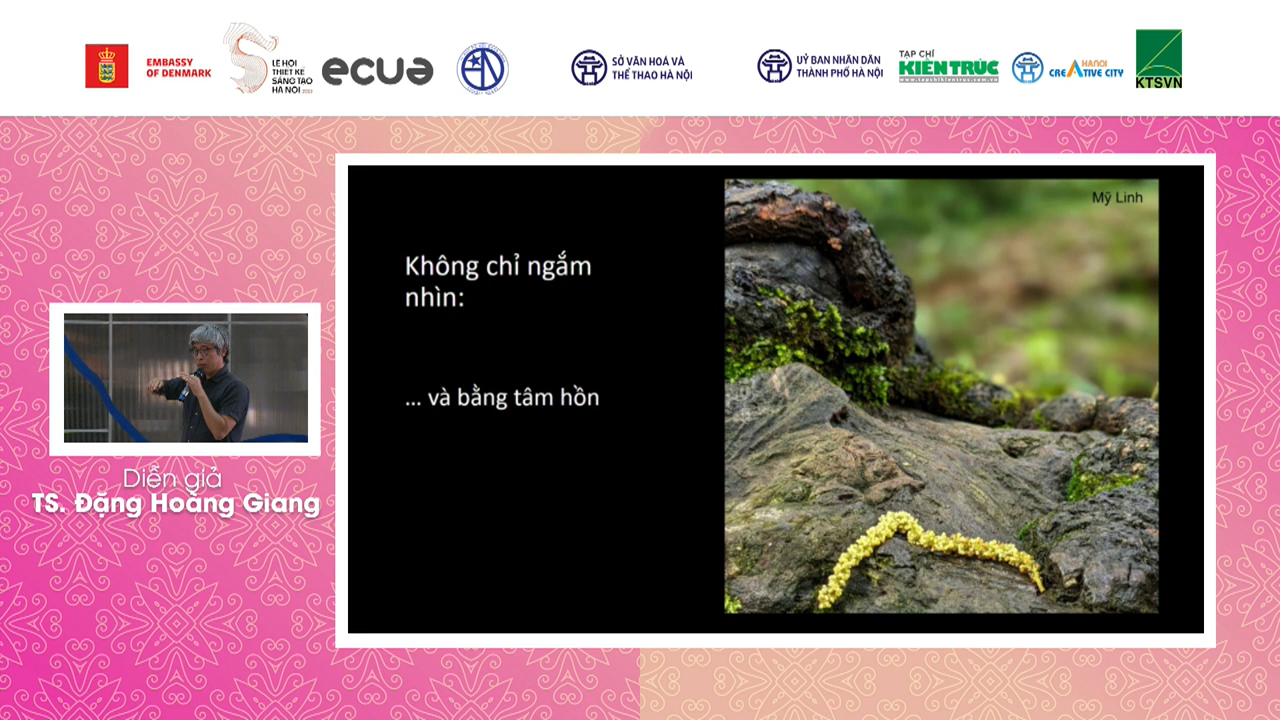 EMBASSY
OF DENMARK
LỄ HỘI
THIẾT KẾ
SÁNG TẠO
HÀ NỘI 2023
ecue
SỞ VĂN HOÁ VÀ
THỂ THAO HÀ NỘI
UỶ BAN NHÂN DÂN
THÀNH PHỐ HÀ NỘI
TẠP CHÍ
KIẾN TRÚC
www.tapchikientruc.com.vn
HANOI
CREATIVE CITY
KTSVN
Mỹ Linh
Không chỉ ngắm
nhìn:
... và bằng tâm hồn
Diễn giả
TS. Đặng Hoàng Giang